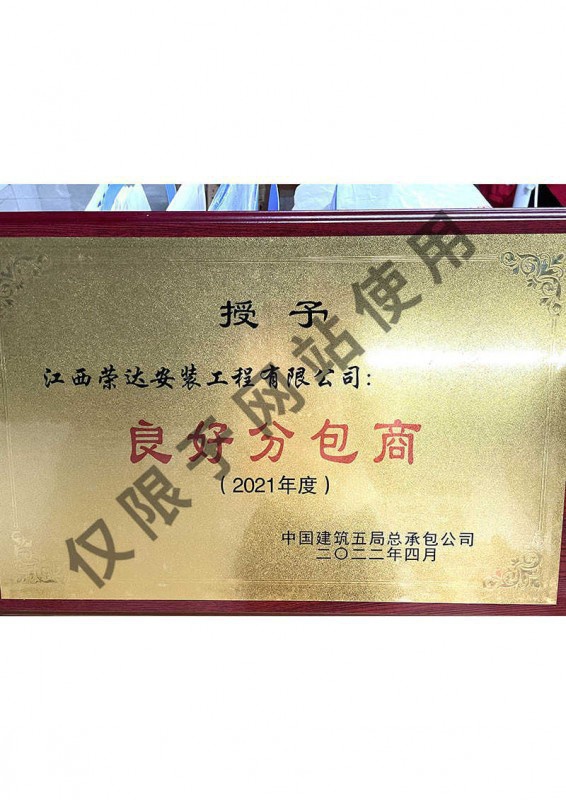 授予
江西荣达安装工程有限公司：
良好分包商
（2021年度）
中国建筑五局总承包公司
二〇二二年四月
仅限于网站使用